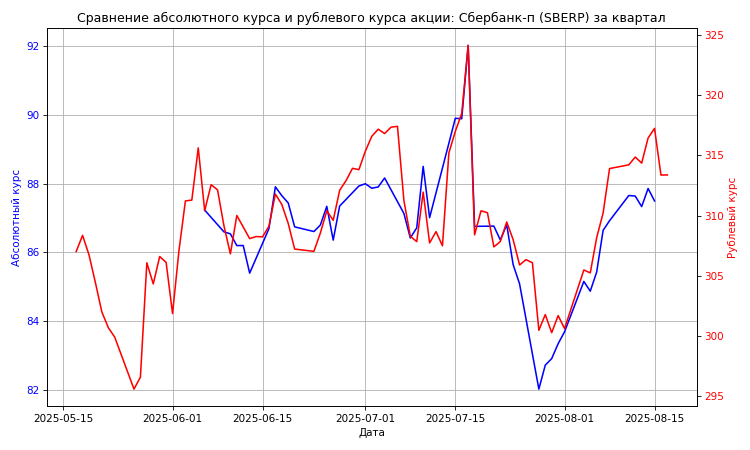 Сравнение абсолютного курса и рублевого курса акции: Сбербанк-п (SBERP) за квартал
92
90
88
86
84
82
Абсолютный курс
325
320
315
310
305
300
295
Рублевый курс
2025-05-15 2025-06-01 2025-06-15 2025-07-01 2025-07-15 2025-08-01 2025-08-15
Дата